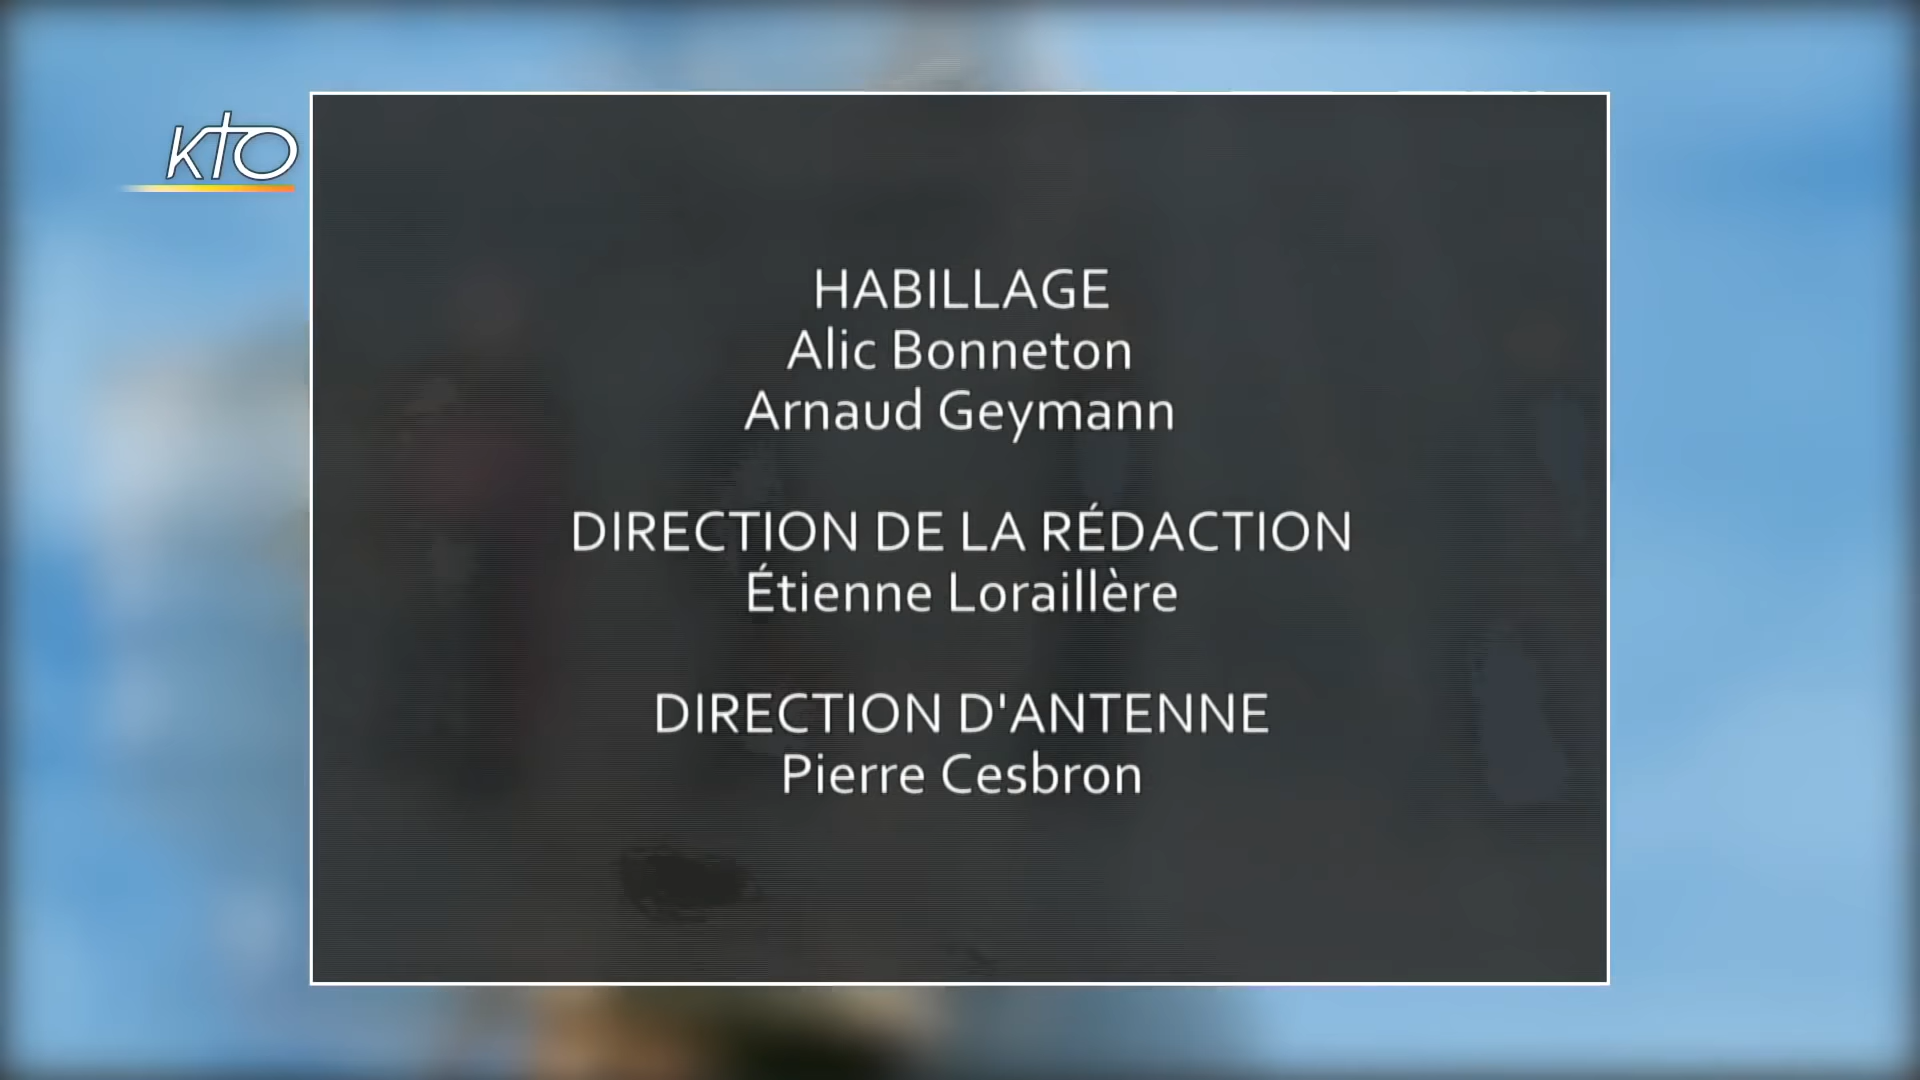 KTO
HABILLAGE
Alic Bonneton
Arnaud Geymann
DIRECTION DE LA RÉDACTION
Étienne Loraillère
DIRECTION D'ANTENNE
Pierre Cesbron